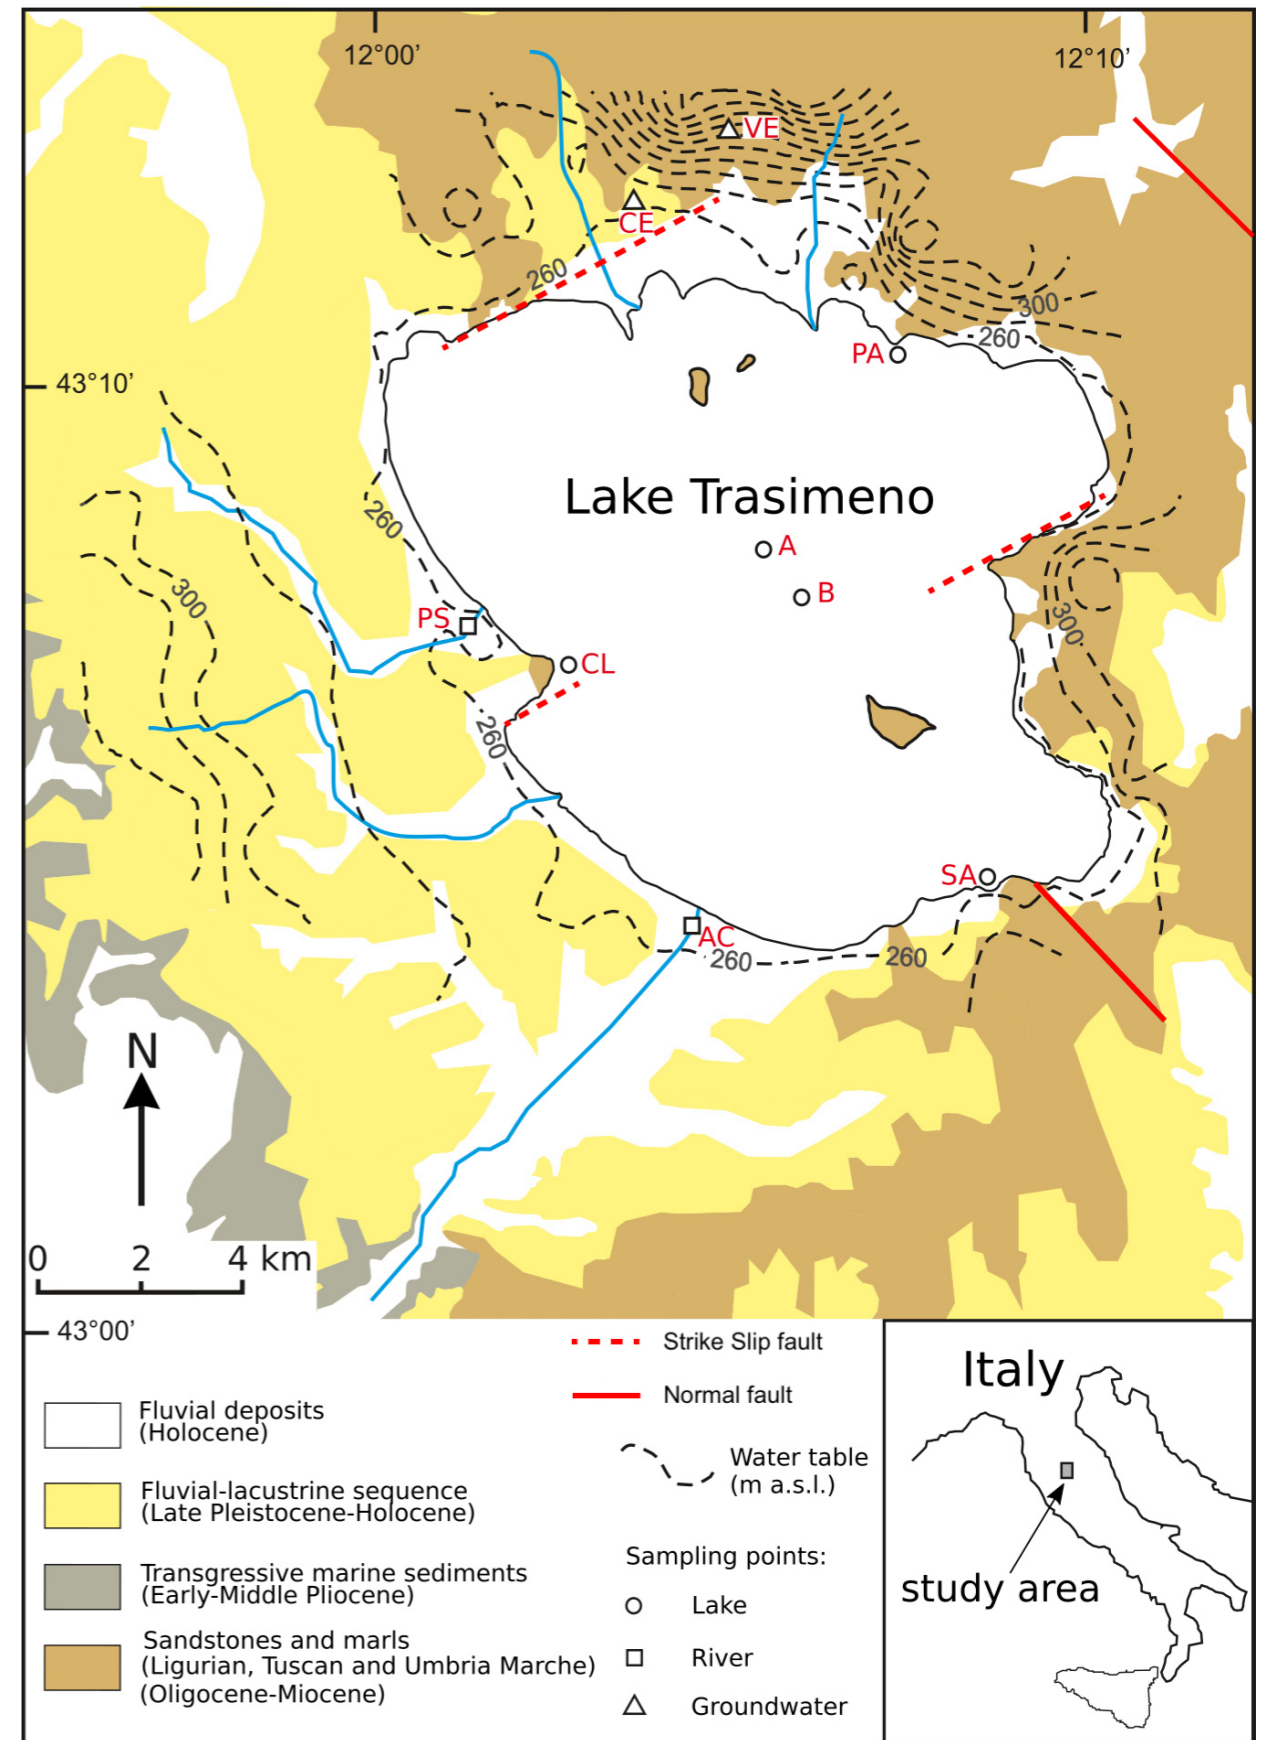 12°00’
12°10’
VE
CE
260
300
260
PA
43°10’
Lake Trasimeno
260
A
B
300
PS
300
CL
260
SA
AC
260
260
N
0 2 4 km
43°00’
Strike Slip fault
Normal fault
Water table
(m a.s.l.)
Fluvial deposits
(Holocene)
Fluvial-lacustrine sequence
(Late Pleistocene-Holocene)
Transgressive marine sediments
(Early-Middle Pliocene)
Sandstones and marls
(Ligurian, Tuscan and Umbria Marche)
(Oligocene-Miocene)
Sampling points:
Lake
River
Groundwater
Italy
study area